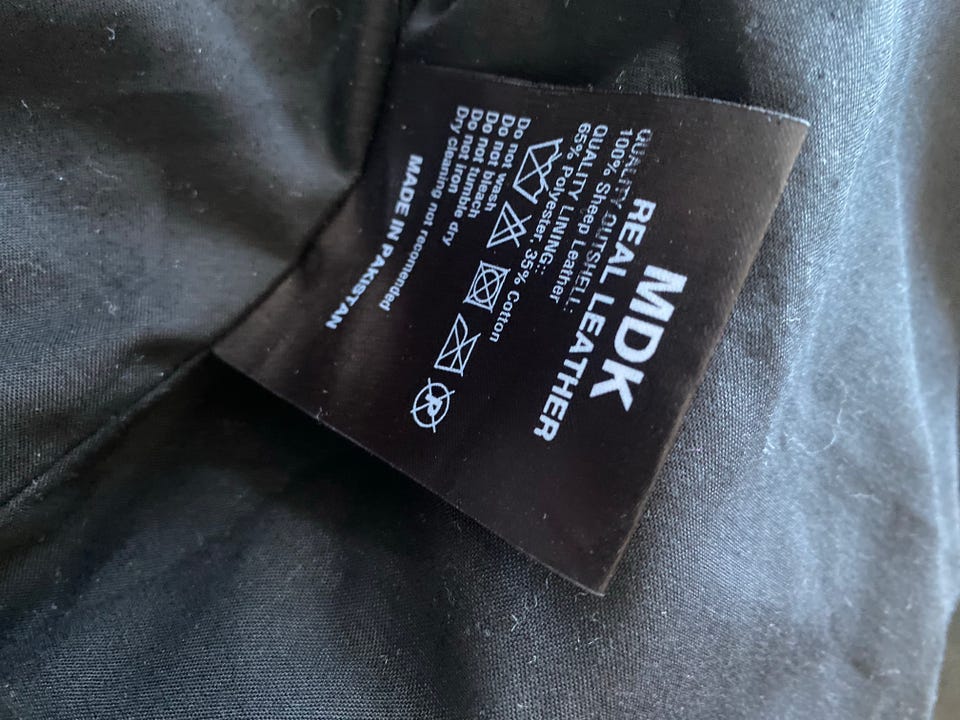 MDK
REAL LEATHER
QUALITY OUTSHELL:
100% Sheep Leather
QUALITY LINING:
65% Polyester, 35% Cotton
P
Do not wash
Do not bleach
Do not tumble dry
Do not iron
Dry cleaning not recomended
MADE IN PAKISTAN